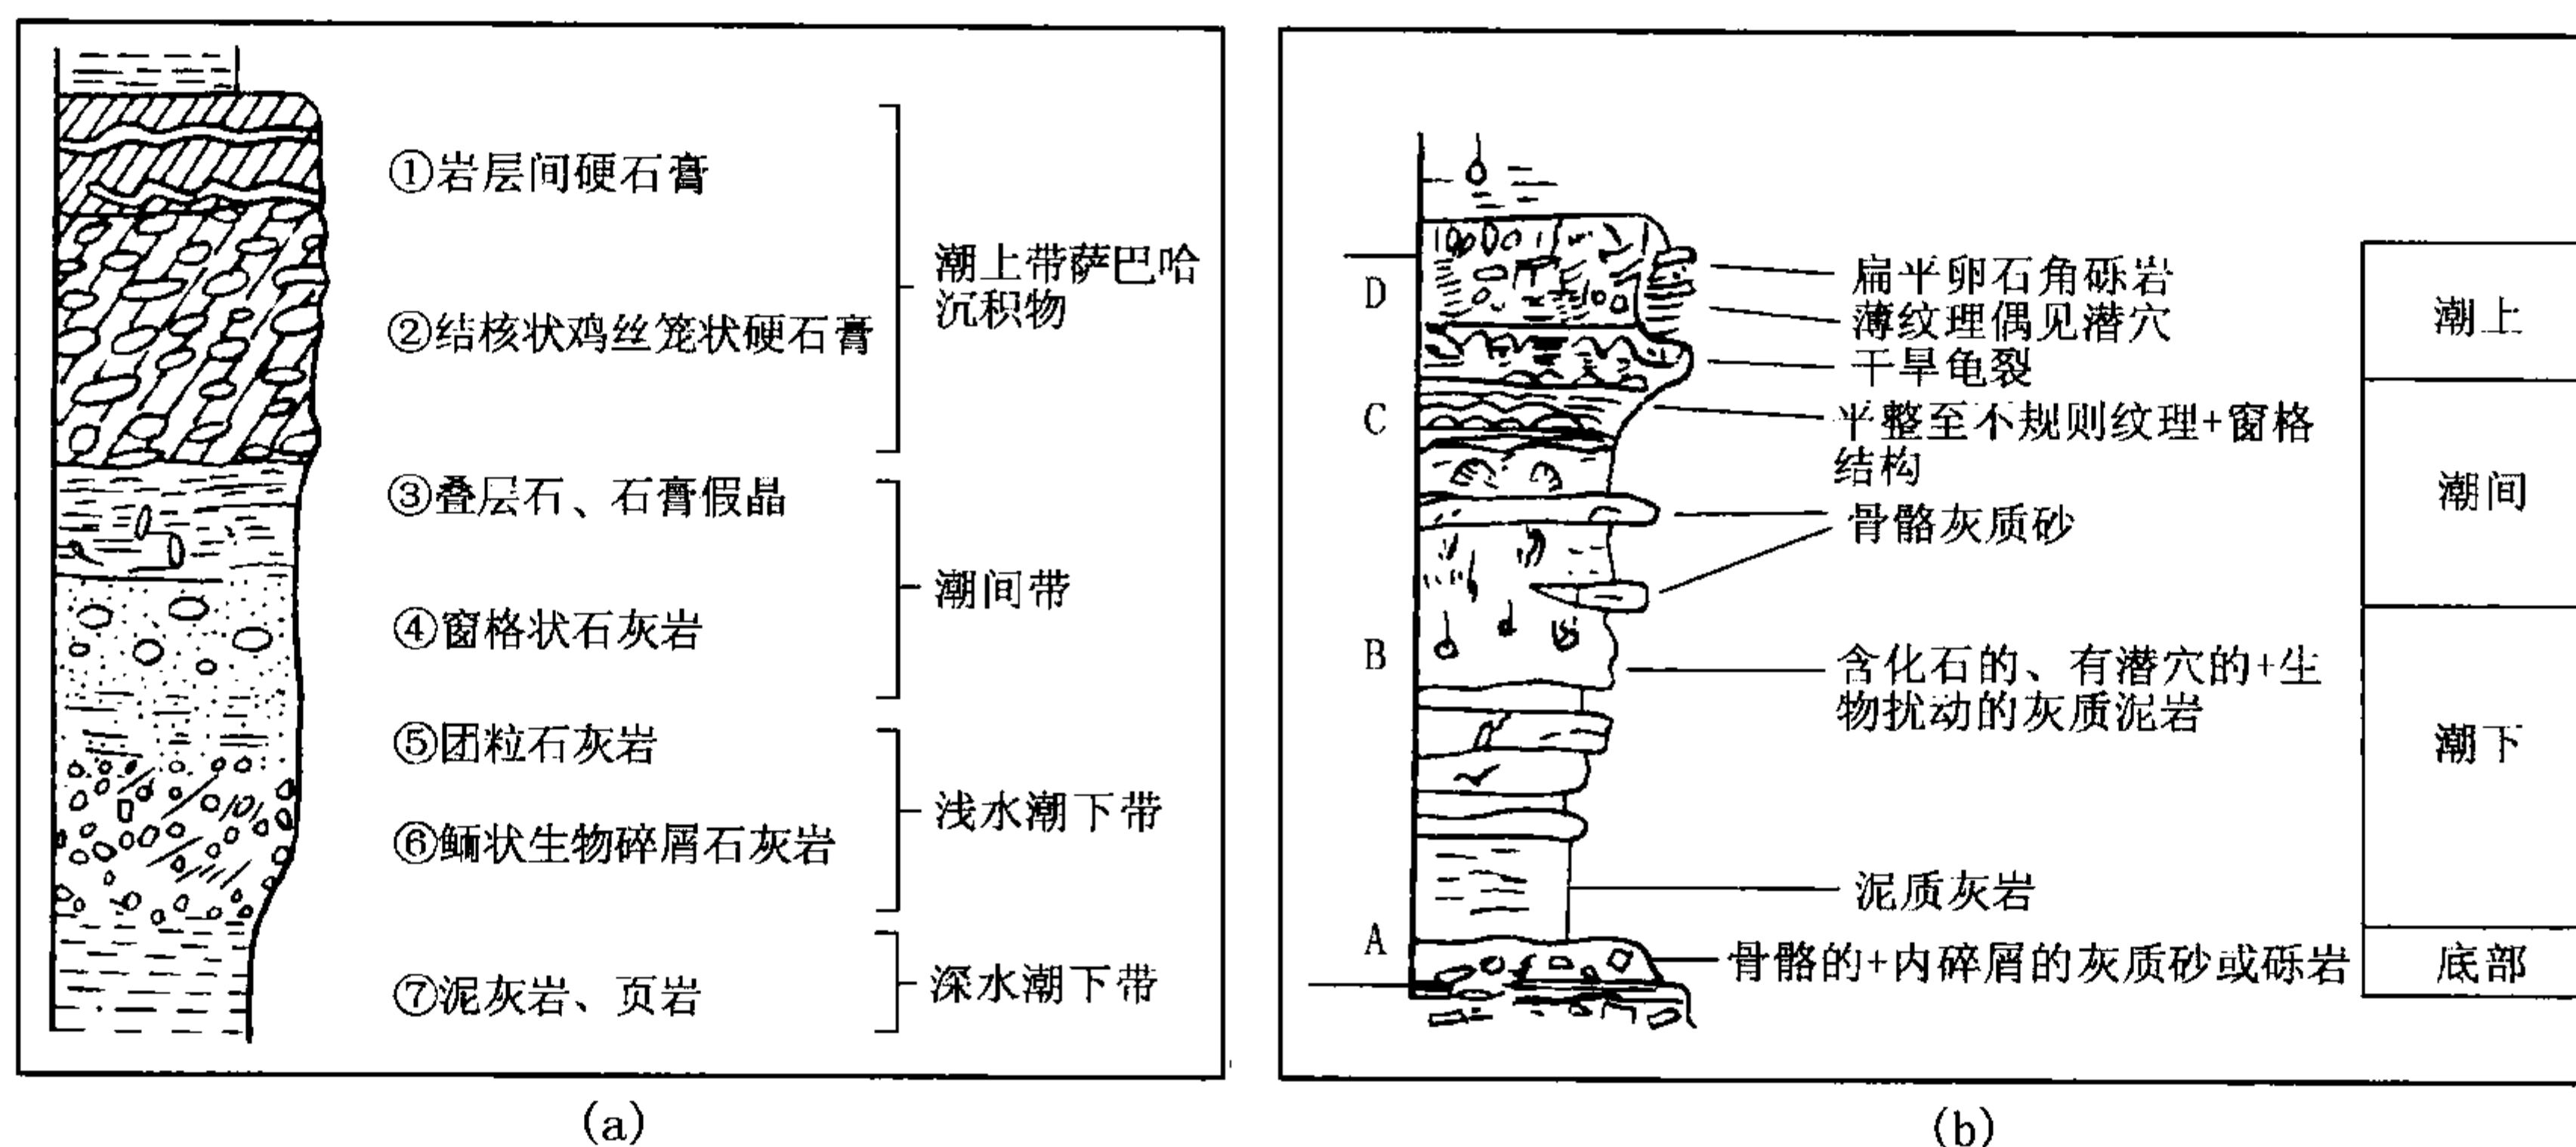 ①岩层间硬石膏
②结核状鸡丝笼状硬石膏
③叠层石、石膏假晶
④窗格状石灰岩
⑤团粒石灰岩
⑥鲕状生物碎屑石灰岩
⑦泥灰岩、页岩
潮上带萨巴哈
沉积物
潮间带
浅水潮下带
深水潮下带
(a)
D
C
B
A
扁平卵石角砾岩
薄纹理偶见潜穴
干旱龟裂
平整至不规则纹理+窗格
结构
骨骼灰质砂
含化石的、有潜穴的+生
物扰动的灰质泥岩
泥质灰岩
骨骼的+内碎屑的灰质砂或砾岩
潮上
潮间
潮下
底部
(b)